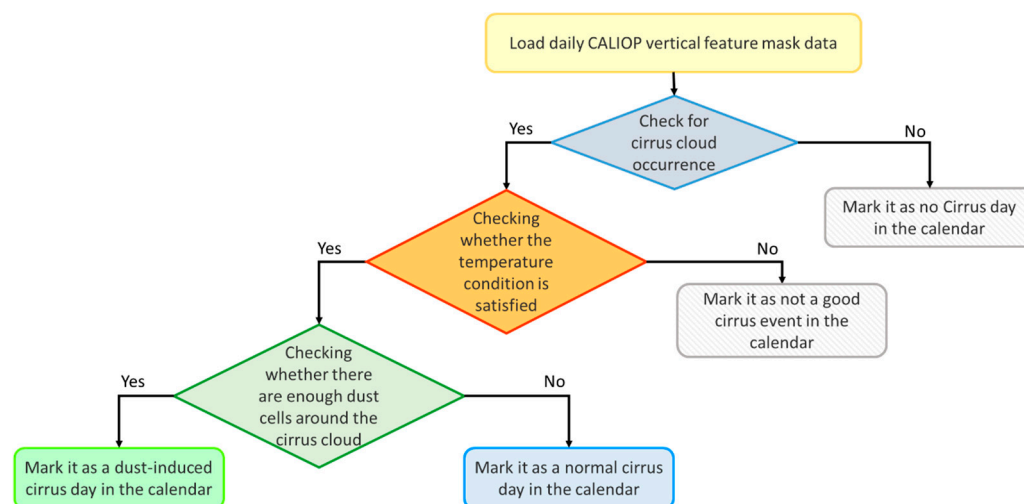 Load daily CALIOP vertical feature mask data
Check for
cirrus cloud
occurrence
Yes
No
Mark it as no Cirrus day
in the calendar
Checking
whether the
temperature
condition is
satisfied
Yes
No
Mark it as not a good
cirrus event in the
calendar
Checking
whether there
are enough dust
cells around the
cirrus cloud
Yes
No
Mark it as a dust-induced
cirrus day in the calendar
Mark it as a normal cirrus
day in the calendar